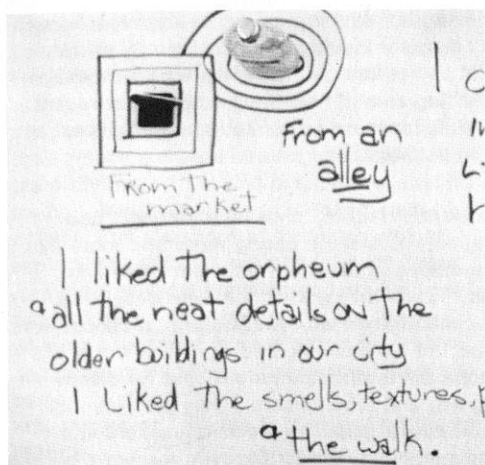 From The
market
From an
alley
I liked The orpheum
a all the neat details on The
older buildings in our city
I Liked The smells, textures,
a the walk.